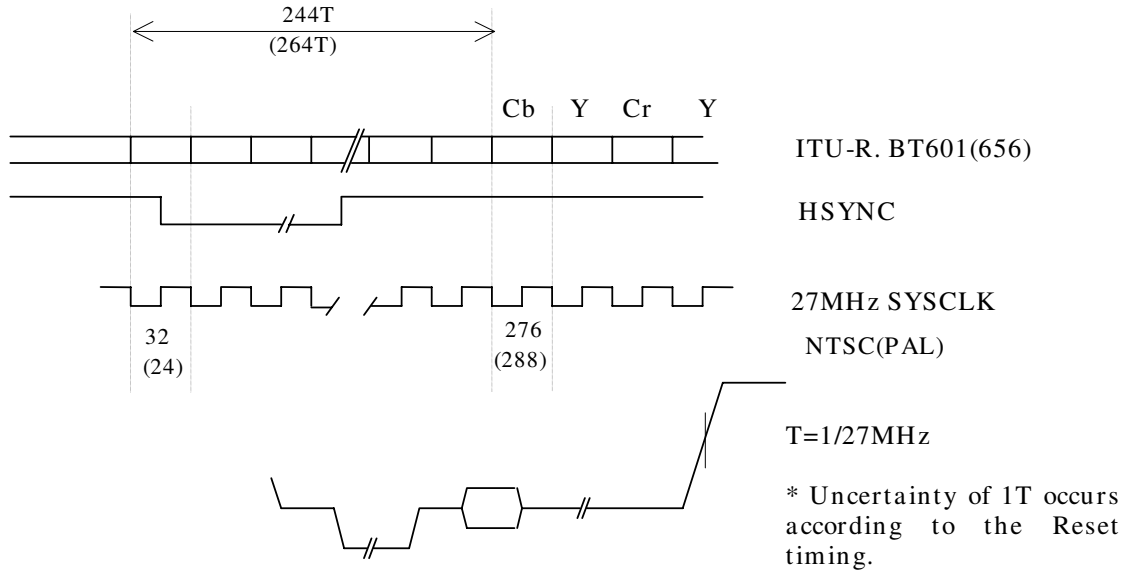 244T
(264T)
Cb Y Cr Y
ITU-R. BT601(656)
HSYNC
27MHz SYSCLK
32
(24)
276
(288)
NTSC(PAL)
T=1/27MHz
* Uncertainty of 1T occurs
according to the Reset
timing.